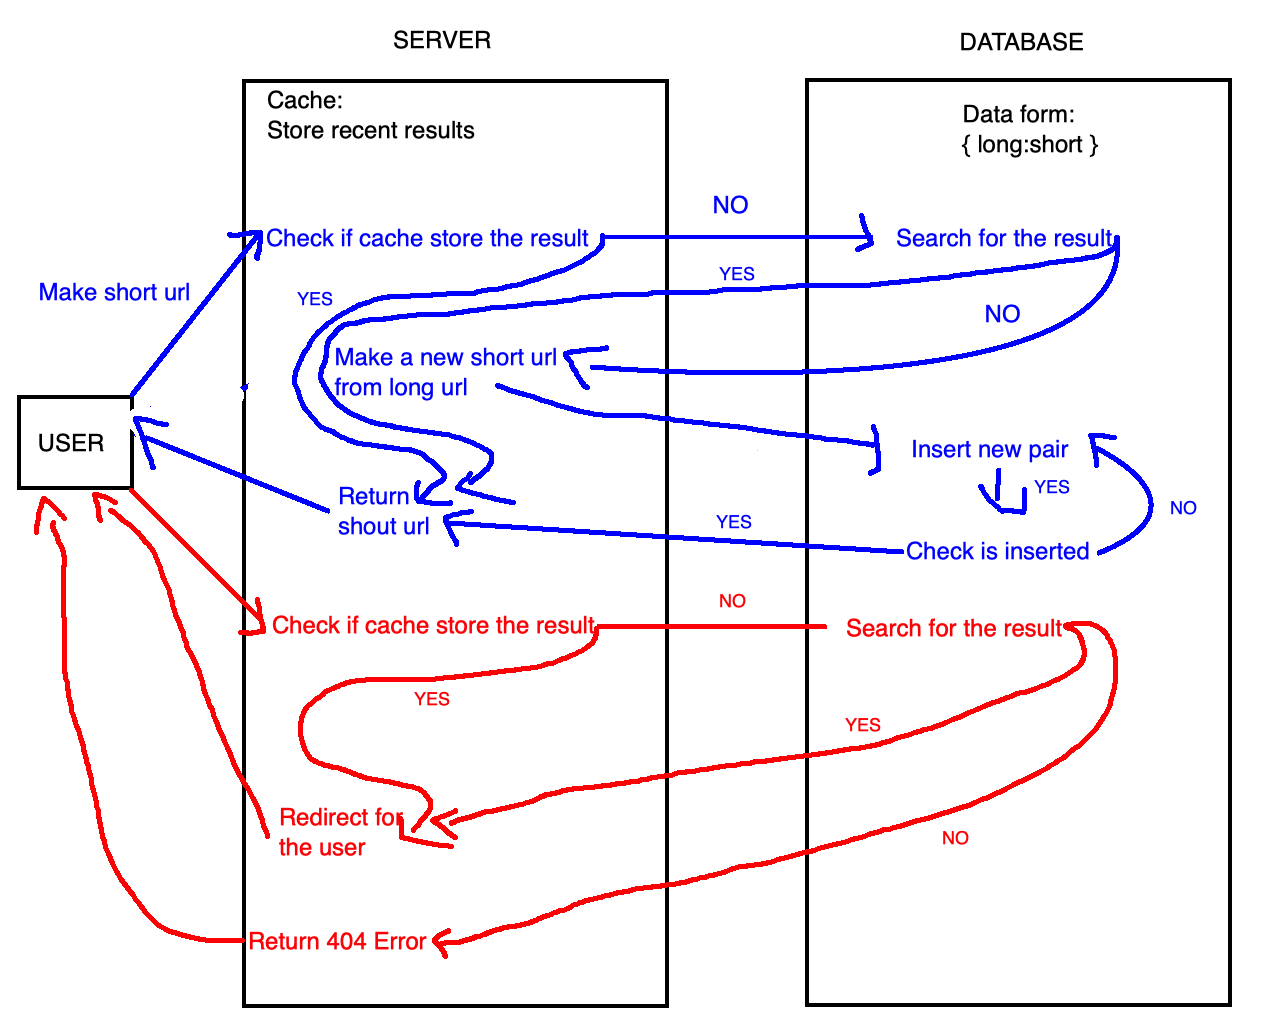 SERVER
DATABASE
Cache:
Store recent results
Data form:
{ long:short }
NO
Check if cache store the result
Search for the result
YES
Make short url
YES
NO
Make a new short url
from long url
USER
Insert new pair
YES
Return
shout url
YES
NO
Check is inserted
NO
Check if cache store the result
Search for the result
YES
YES
Redirect for
the user
NO
Return 404 Error